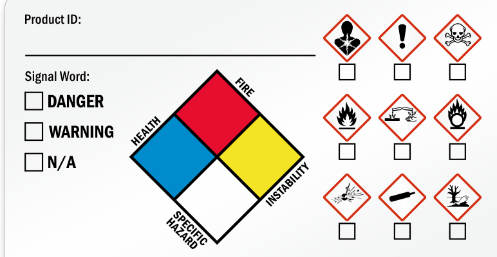 Product ID:
Signal Word:
DANGER
WARNING
N/A
HEALTH
FIRE
INSTABILITY
SPECIFIC
HAZARD